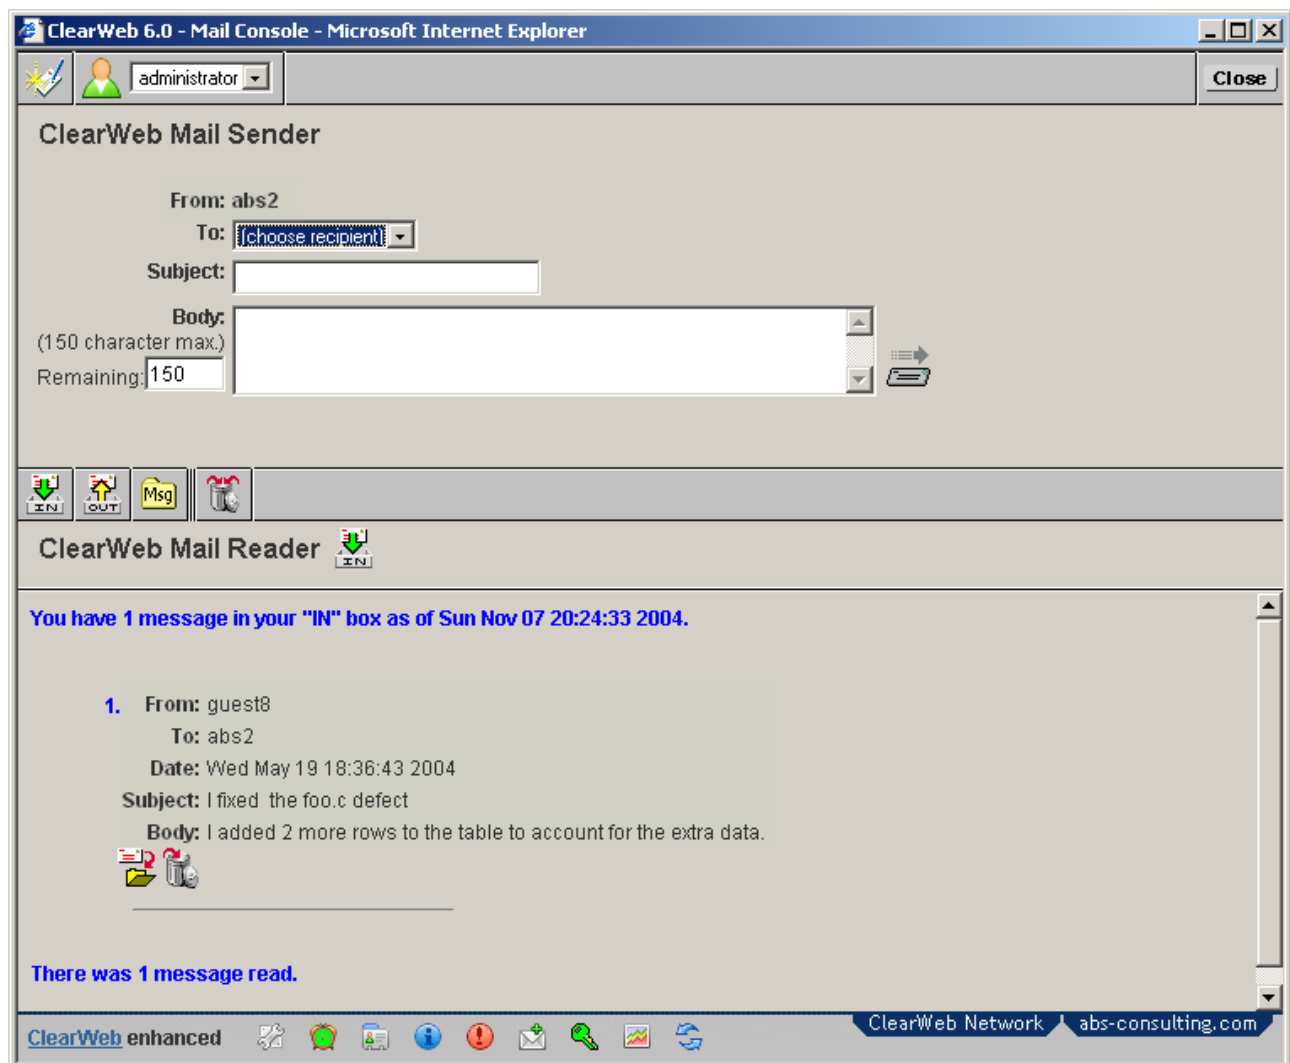 ClearWeb 6.0 - Mail Console - Microsoft Internet Explorer
administrator
Close
ClearWeb Mail Sender
From: abs2
To: (choose recipient)
Subject:
Body:
(150 character max.)
Remaining: 150
IN OUT Msg
ClearWeb Mail Reader IN
You have 1 message in your "IN" box as of Sun Nov 07 20:24:33 2004.
1. From: guest8
To: abs2
Date: Wed May 19 18:36:43 2004
Subject: I fixed the foo.c defect
Body: I added 2 more rows to the table to account for the extra data.
There was 1 message read.
ClearWeb enhanced
ClearWeb Network abs-consulting.com